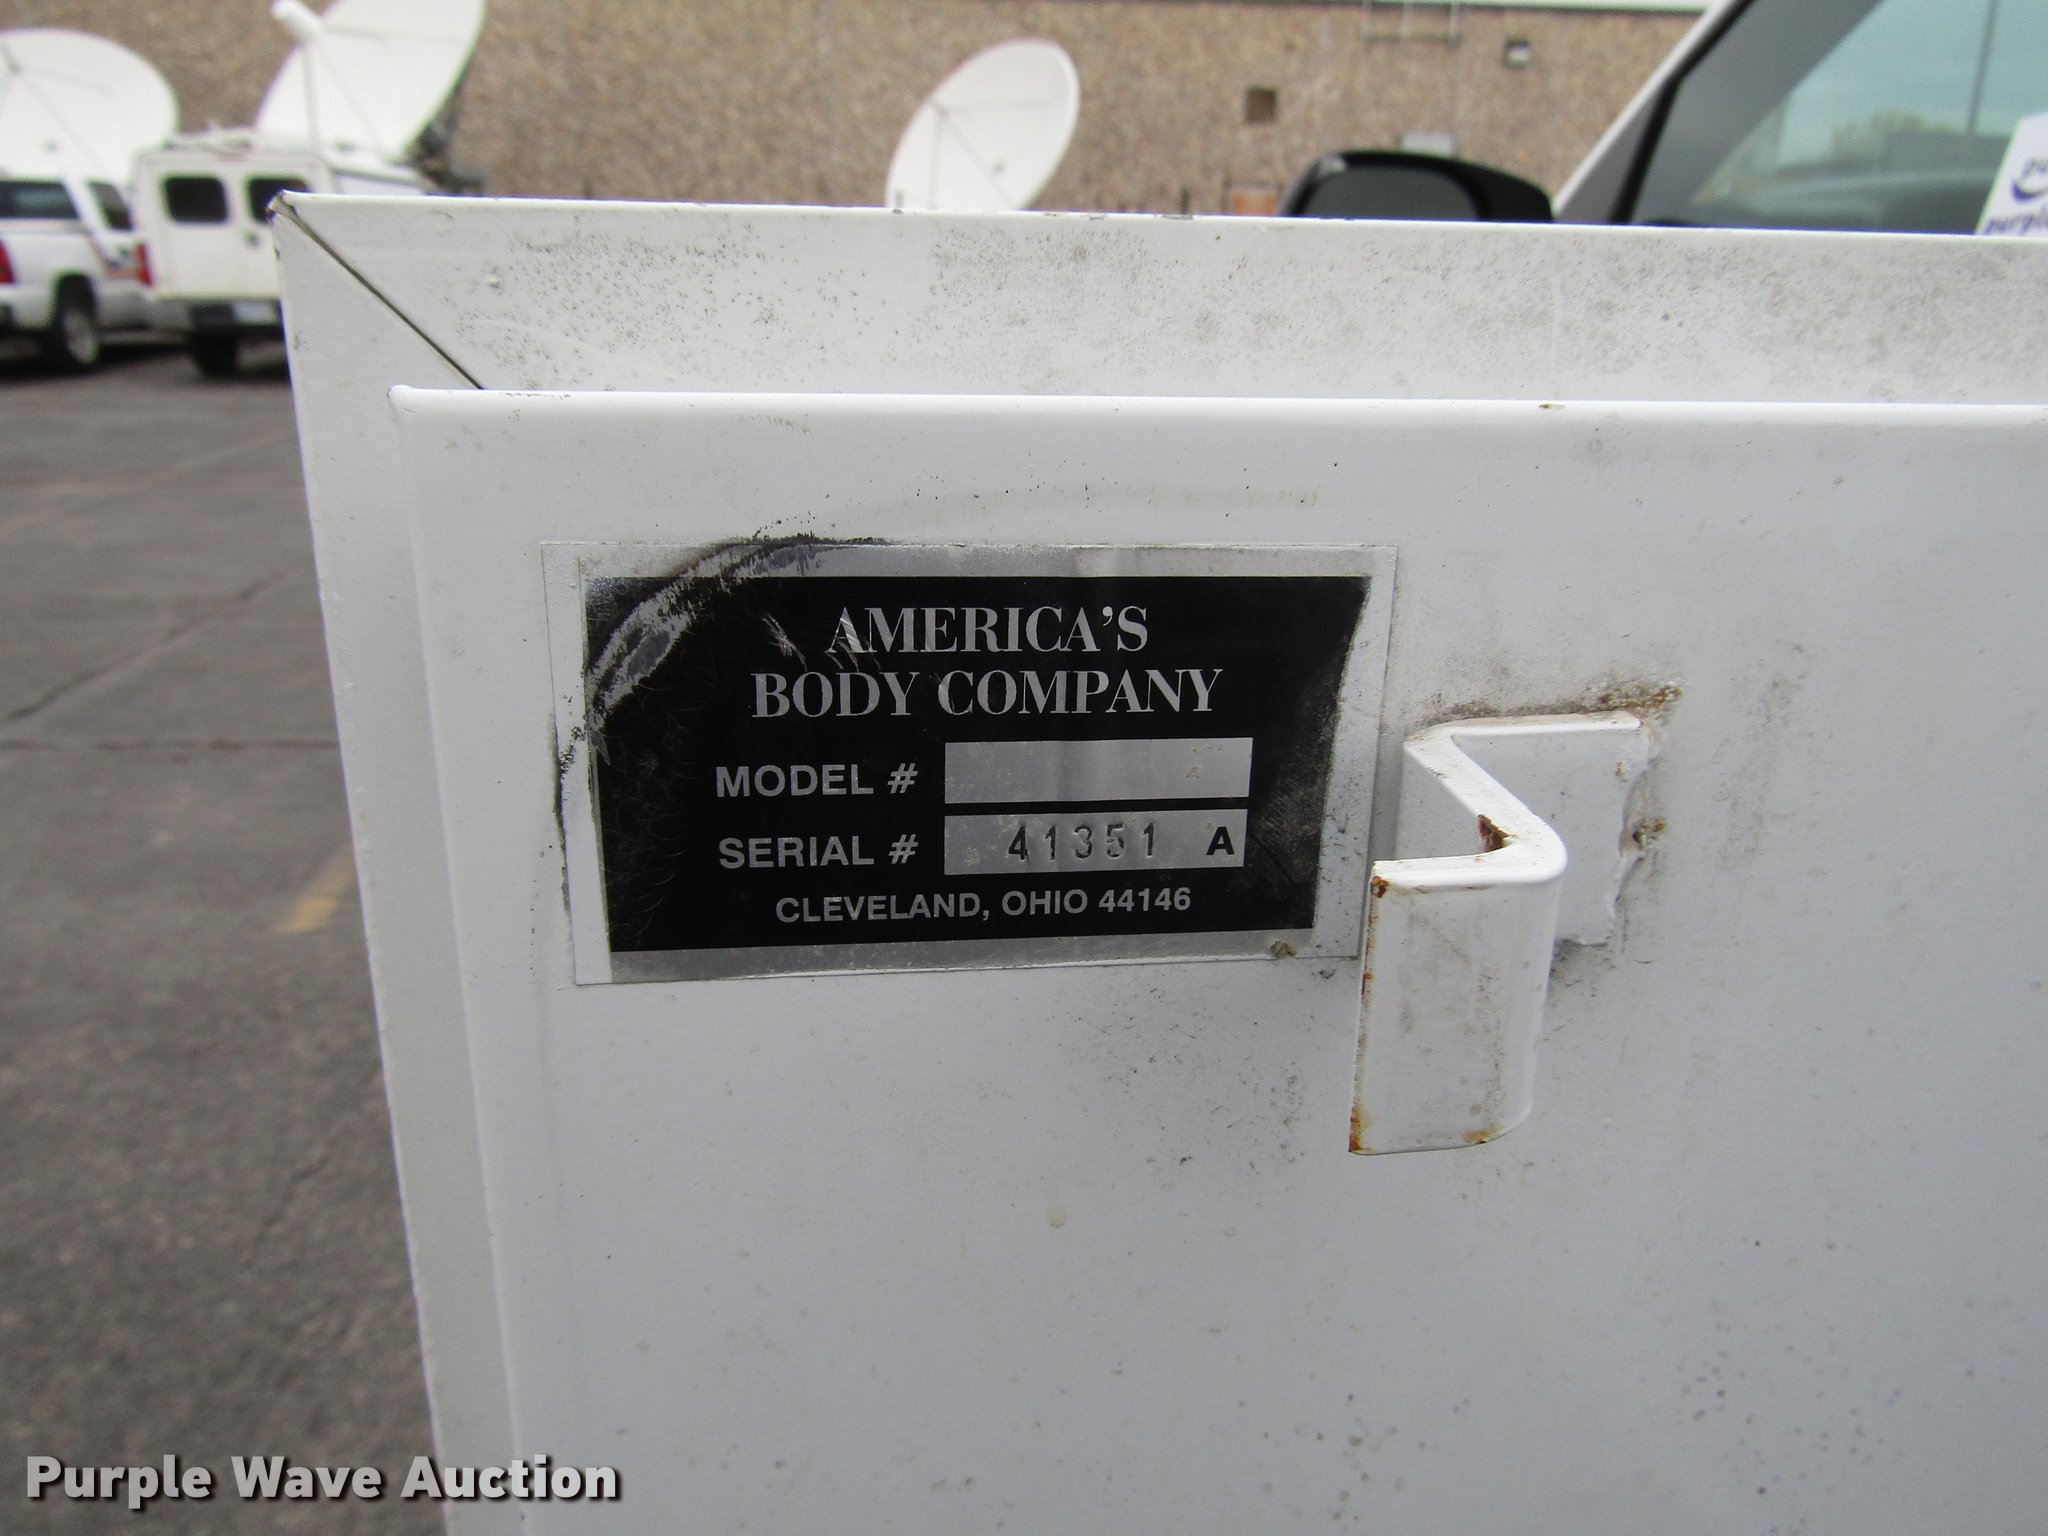 AMERICA'S
BODY COMPANY
MODEL #
SERIAL # 41351 A
CLEVELAND, OHIO 44146
Purple Wave Auction